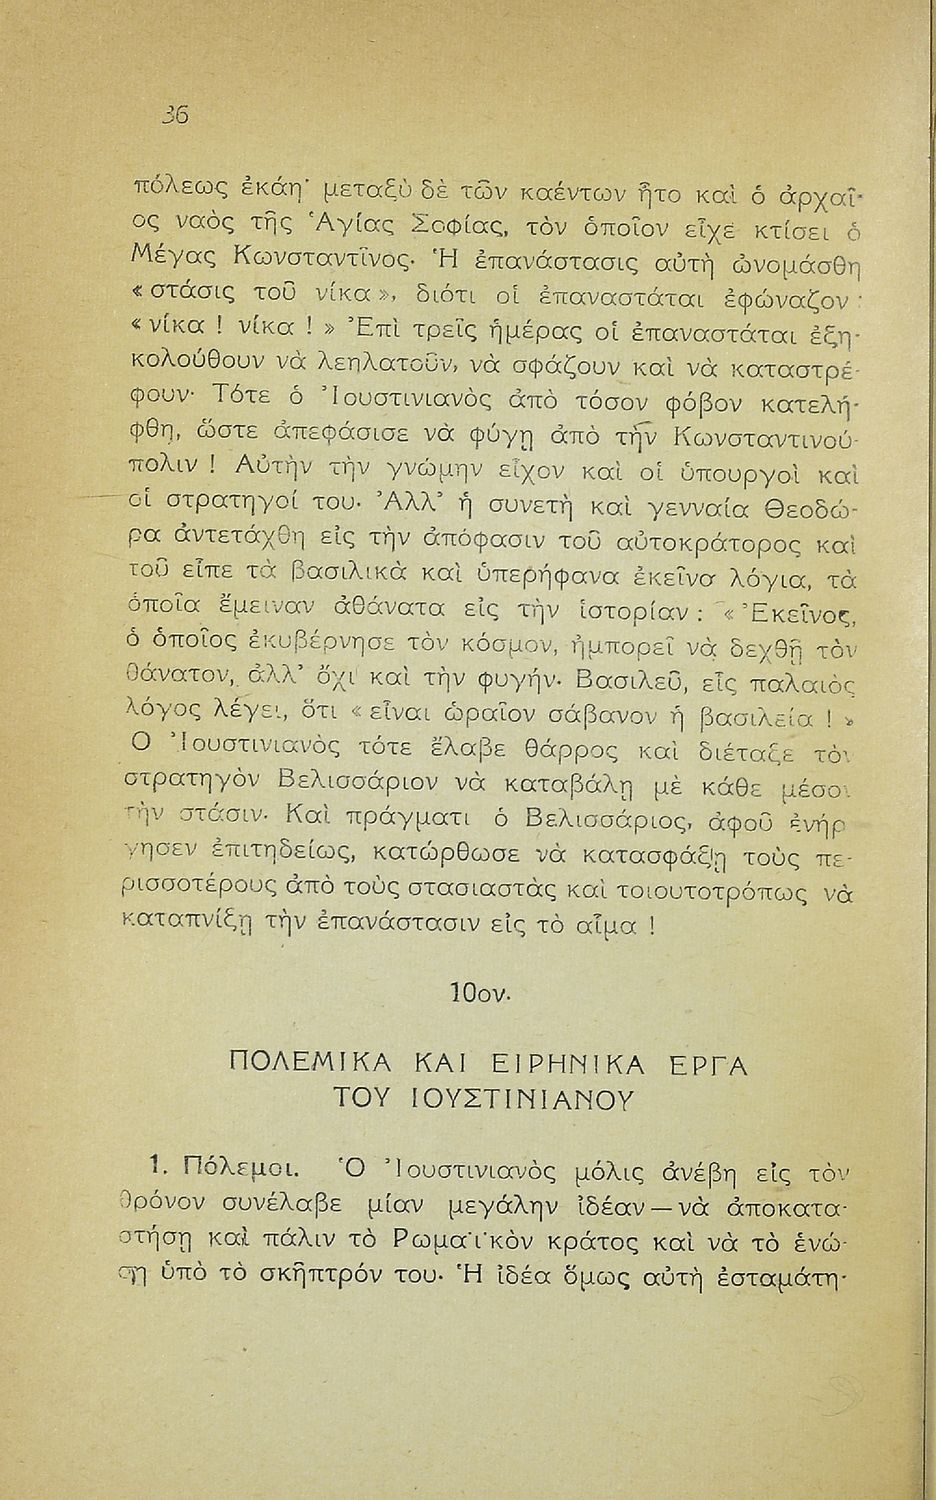 36
πόλεως ἐκάη· μεταξὺ δὲ τῶν καέντων ἦτο καὶ ὁ ἀρχαῖ-
ος ναὸς τῆς Ἁγίας Σοφίας, τὸν ὁποῖον εἶχε κτίσει ὁ
Μέγας Κωνσταντῖνος. Ἡ ἐπανάστασις αὐτὴ ὠνομάσθη
« στάσις τοῦ νίκα », διότι οἱ ἐπαναστάται ἐφώναζον :
« νίκα ! νίκα ! » Ἐπὶ τρεῖς ἡμέρας οἱ ἐπαναστάται ἐξη-
κολούθουν νὰ λεηλατοῦν, νὰ σφάζουν καὶ νὰ καταστρέ-
φουν. Τότε ὁ Ἰουστινιανὸς ἀπὸ τόσον φόβον κατελή-
φθη, ὥστε ἀπεφάσισε νὰ φύγῃ ἀπὸ τὴν Κωνσταντινού-
πολιν ! Αὐτὴν τὴν γνώμην εἶχον καὶ οἱ ὑπουργοὶ καὶ
οἱ στρατηγοί του. Ἀλλ' ἡ συνετὴ καὶ γενναία Θεοδώ-
ρα ἀντετάχθη εἰς τὴν ἀπόφασιν τοῦ αὐτοκράτορος καὶ
τοῦ εἶπε τὰ βασιλικὰ καὶ ὑπερήφανα ἐκεῖνα λόγια, τὰ
ὁποῖα ἔμειναν ἀθάνατα εἰς τὴν ἱστορίαν : « Ἐκεῖνος,
ὁ ὁποῖος ἐκυβέρνησε τὸν κόσμον, ἠμπορεῖ νὰ δεχθῇ τὸν
θάνατον, ἀλλ' ὄχι καὶ τὴν φυγήν. Βασιλεῦ, εἷς παλαιὸς
λόγος λέγει, ὅτι « εἶναι ὡραῖον σάβανον ἡ βασιλεία ! »
Ὁ Ἰουστινιανὸς τότε ἔλαβε θάρρος καὶ διέταξε τὸν
στρατηγὸν Βελισσάριον νὰ καταβάλῃ μὲ κάθε μέσον
τὴν στάσιν. Καὶ πράγματι ὁ Βελισσάριος, ἀφοῦ ἐνήρ
γησεν ἐπιτηδείως, κατώρθωσε νὰ κατασφάξῃ τοὺς πε-
ρισσοτέρους ἀπὸ τοὺς στασιαστὰς καὶ τοιουτοτρόπως νὰ
καταπνίξῃ τὴν ἐπανάστασιν εἰς τὸ αἷμα !
10ον.
ΠΟΛΕΜΙΚΑ ΚΑΙ ΕΙΡΗΝΙΚΑ ΕΡΓΑ
ΤΟΥ ΙΟΥΣΤΙΝΙΑΝΟΥ
1. Πόλεμοι. Ὁ Ἰουστινιανὸς μόλις ἀνέβη εἰς τὸν
θρόνον συνέλαβε μίαν μεγάλην ἰδέαν — νὰ ἀποκατα-
στήσῃ καὶ πάλιν τὸ Ρωμαϊκὸν κράτος καὶ νὰ τὸ ἑνώ-
σῃ ὑπὸ τὸ σκῆπτρόν του. Ἡ ἰδέα ὅμως αὐτὴ ἐσταμάτη-